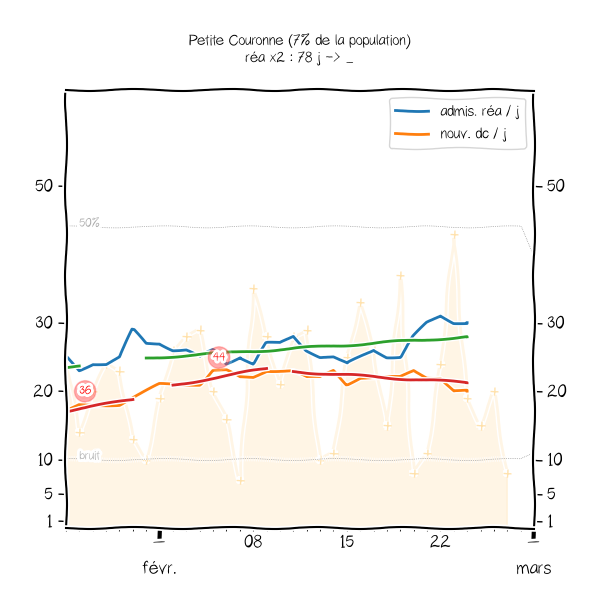 Petite Couronne (7% de la population)
réa x2 : 78 j -> _
admis. réa / j
nouv. dc / j
50
50
50%
30
30
44
36
20
20
bruit
10
10
5
5
1
1
08
15
22
févr.
mars